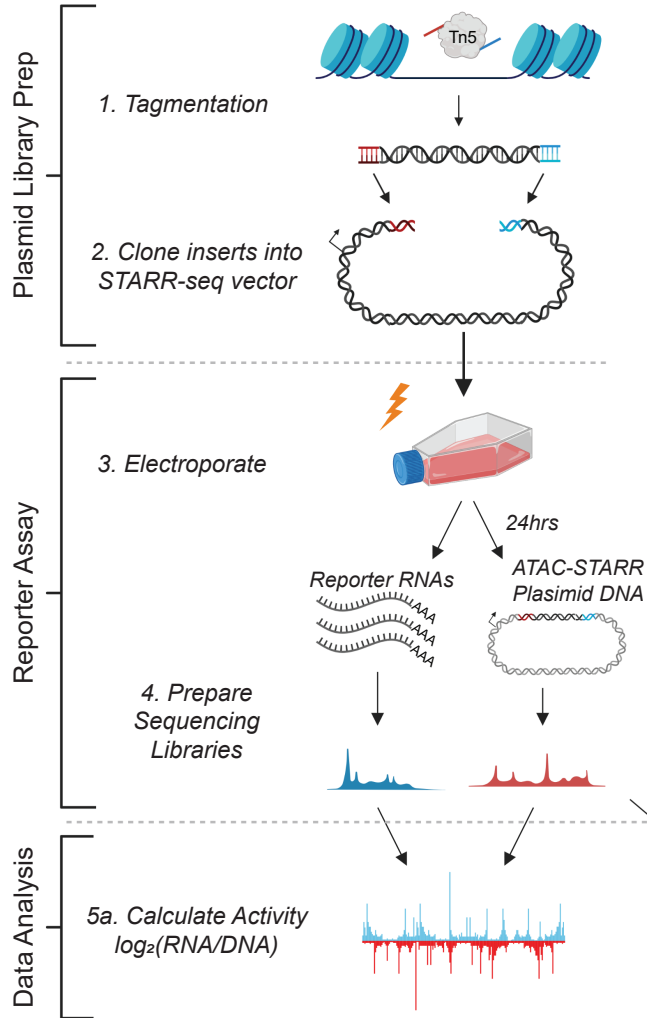 Plasmid Library Prep
Tn5
1. Tagmentation
2. Clone inserts into
STARR-seq vector
Reporter Assay
3. Electroporate
24hrs
Reporter RNAs
ATAC-STARR
Plasimid DNA
AAA
AAA
AAA
4. Prepare
Sequencing
Libraries
Data Analysis
5a. Calculate Activity
log₂(RNA/DNA)